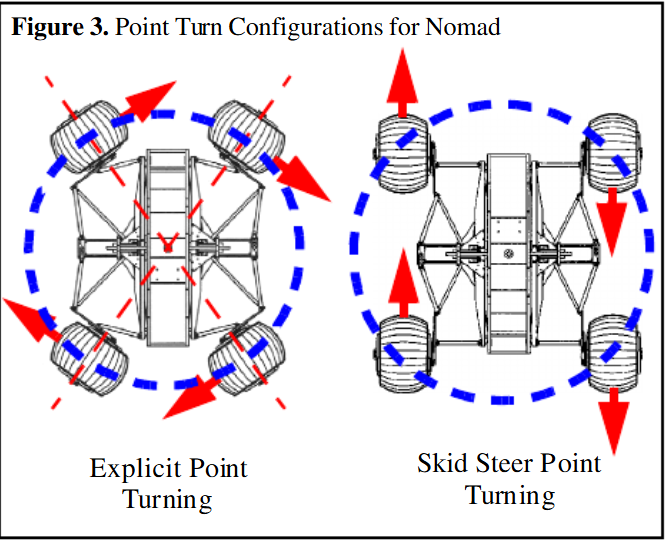 Figure 3. Point Turn Configurations for Nomad
Explicit Point
Turning
Skid Steer Point
Turning